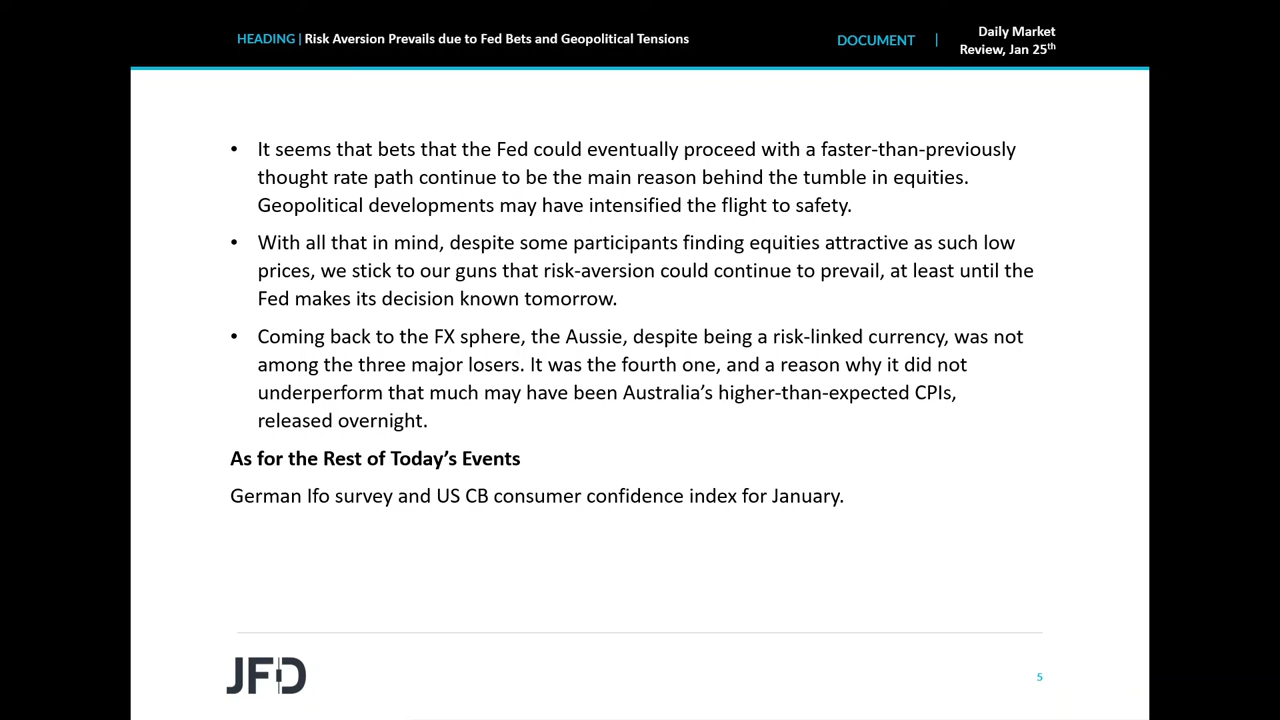 HEADING | Risk Aversion Prevails due to Fed Bets and Geopolitical Tensions
DOCUMENT |
Daily Market
Review, Jan 25th
• It seems that bets that the Fed could eventually proceed with a faster-than-previously
thought rate path continue to be the main reason behind the tumble in equities.
Geopolitical developments may have intensified the flight to safety.
• With all that in mind, despite some participants finding equities attractive as such low
prices, we stick to our guns that risk-aversion could continue to prevail, at least until the
Fed makes its decision known tomorrow.
• Coming back to the FX sphere, the Aussie, despite being a risk-linked currency, was not
among the three major losers. It was the fourth one, and a reason why it did not
underperform that much may have been Australia’s higher-than-expected CPIs,
released overnight.
As for the Rest of Today’s Events
German Ifo survey and US CB consumer confidence index for January.
JFD
5